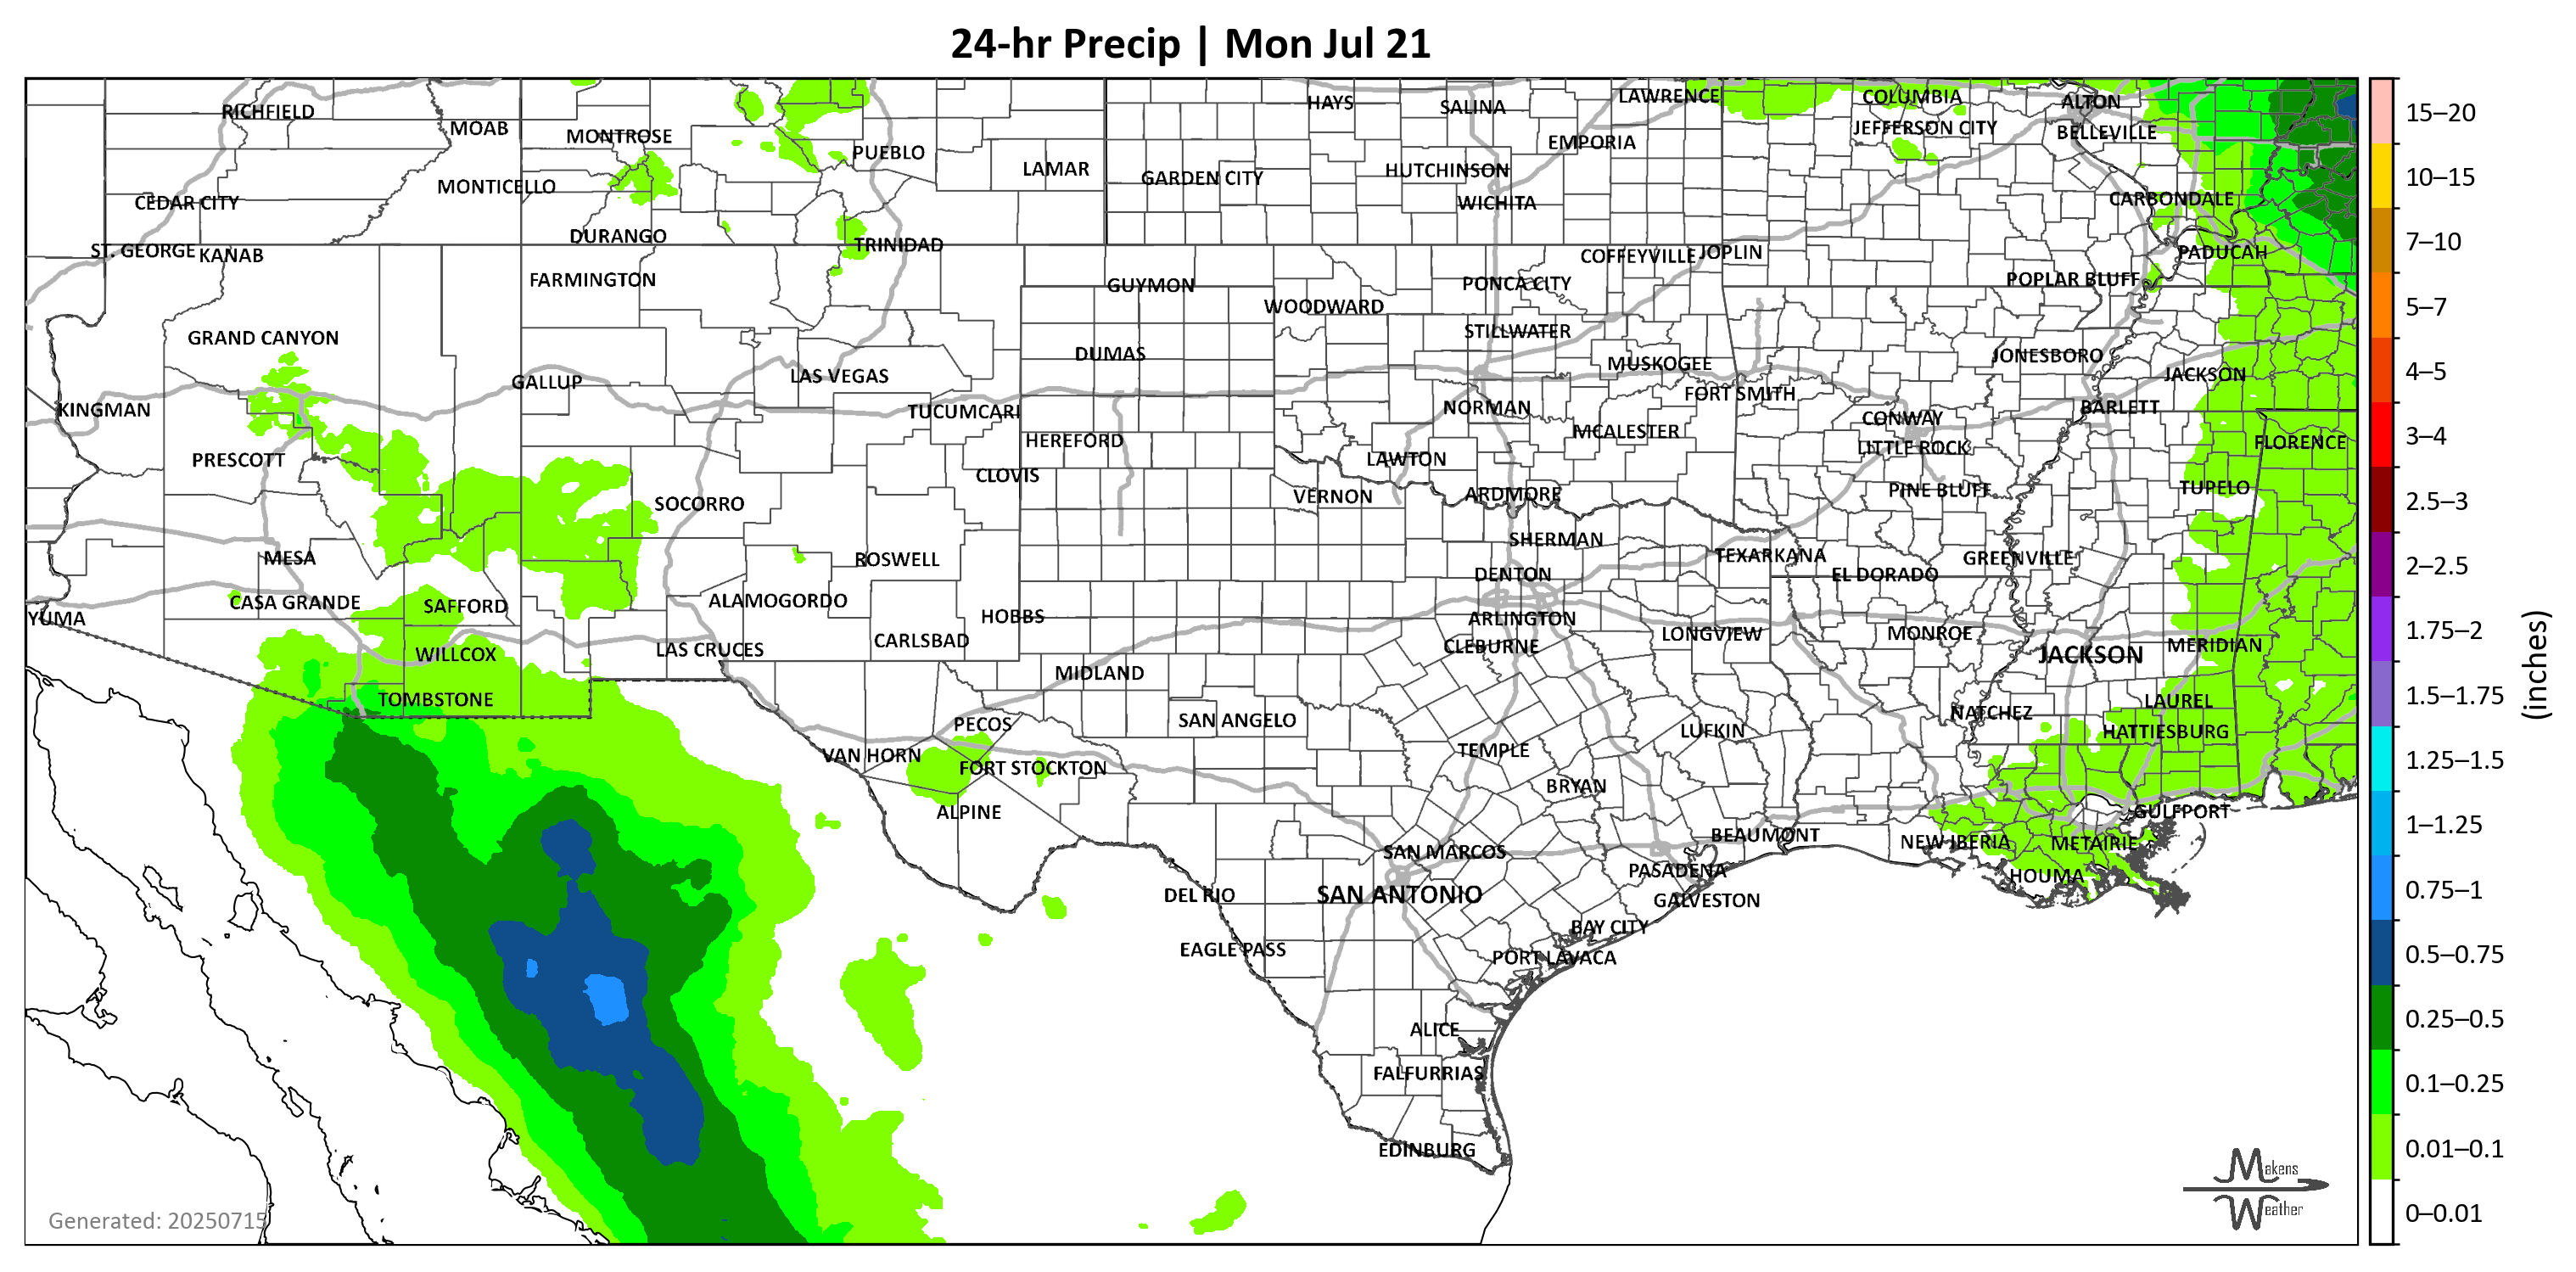 24-hr Precip | Mon Jul 21
RICHFIELD
MOAB
MONTROSE
PUEBLO
LAMAR
HAYS
SALINA
LAWRENCE
COLUMBIA
ALTON
EMPORIA
JEFFERSON CITY
BELLEVILLE
CEDAR CITY
MONTICELLO
GARDEN CITY
HUTCHINSON
WICHITA
CARBONDALE
ST. GEORGE
KANAB
DURANGO
TRINIDAD
COFFEYVILLE
JOPLIN
PADUCAH
FARMINGTON
GUYMON
WOODWARD
PONCA CITY
POPLAR BLUFF
GRAND CANYON
DUMAS
STILLWATER
MUSKOGEE
JONESBORO
GALLUP
LAS VEGAS
FORT SMITH
JACKSON
KINGMAN
TUCUMCARI
NORMAN
CONWAY
BARLETT
PRESCOTT
HEREFORD
MCALESTER
LITTLE ROCK
FLORENCE
CLOVIS
LAWTON
SOCORRO
VERNON
ARDMORE
PINE BLUFF
TUPELO
MESA
ROSWELL
SHERMAN
TEXARKANA
GREENVILLE
DENTON
EL DORADO
YUMA
CASA GRANDE
SAFFORD
ALAMOGORDO
HOBBS
ARLINGTON
WILLCOX
LAS CRUCES
CARLSBAD
CLEBURNE
LONGVIEW
MONROE
JACKSON
MERIDIAN
TOMBSTONE
MIDLAND
LAUREL
PECOS
SAN ANGELO
LUFKIN
NATCHEZ
HATTIESBURG
VAN HORN
FORT STOCKTON
TEMPLE
ALPINE
BRYAN
GULFPORT
SAN MARCOS
BEAUMONT
NEW IBERIA
METAIRIE
DEL RIO
SAN ANTONIO
PASADENA
HOUMA
GALVESTON
EAGLE PASS
BAY CITY
PORT LAVACA
ALICE
FALFURRIAS
EDINBURG
Generated: 20250715
Makens
Weather
15–20
10–15
7–10
5–7
4–5
3–4
2.5–3
2–2.5
1.75–2
1.5–1.75
1.25–1.5
1–1.25
0.75–1
0.5–0.75
0.25–0.5
0.1–0.25
0.01–0.1
0–0.01
(inches)